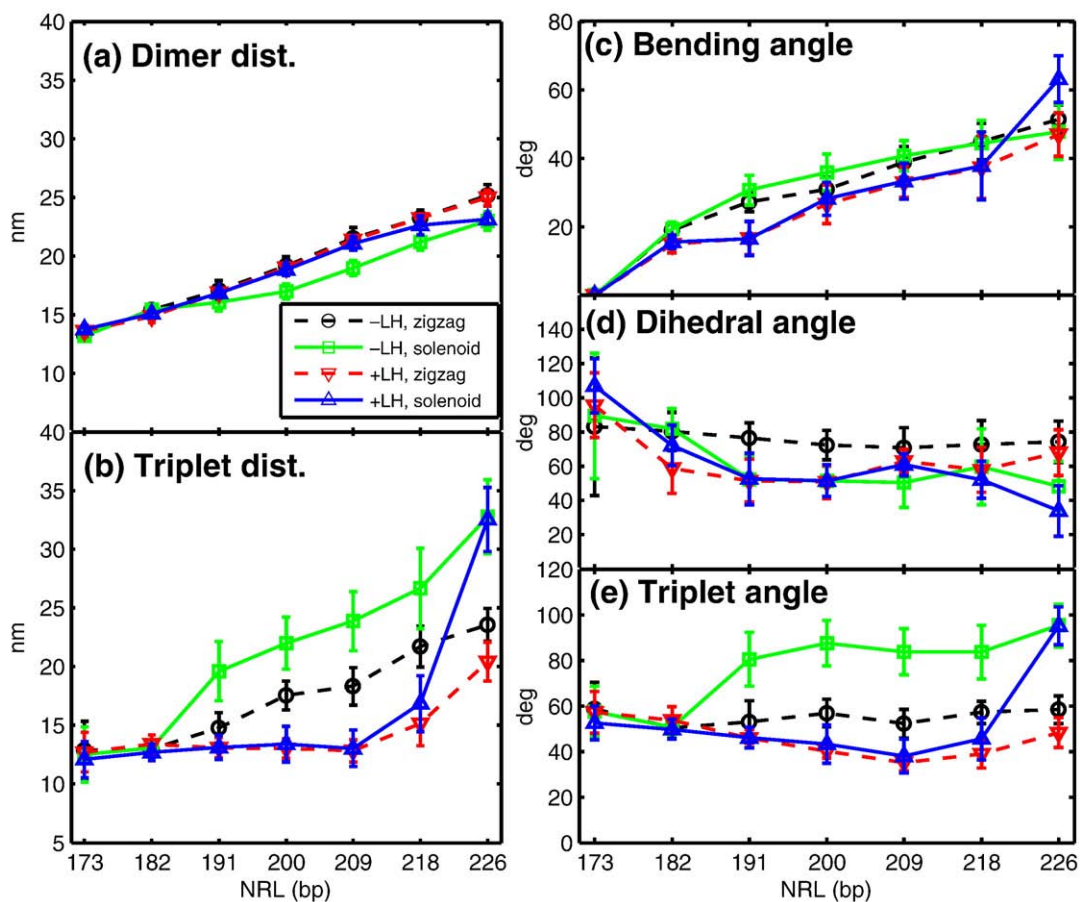 (a) Dimer dist.
40
35
30
25
20
15
10
nm
–LH, zigzag
–LH, solenoid
+LH, zigzag
+LH, solenoid
(b) Triplet dist.
40
35
30
25
20
15
10
5
nm
173 182 191 200 209 218 226
NRL (bp)
(c) Bending angle
80
60
40
20
deg
(d) Dihedral angle
140
120
100
80
60
40
20
deg
(e) Triplet angle
120
100
80
60
40
20
0
deg
173 182 191 200 209 218 226
NRL (bp)